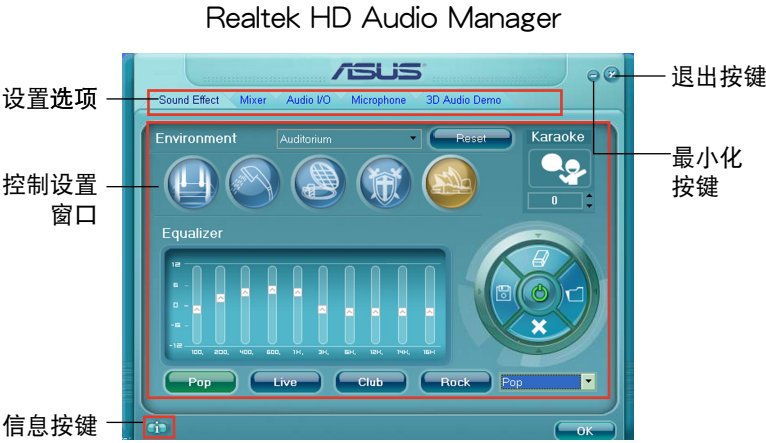 Realtek HD Audio Manager
ASUS
退出按键
设置选项
Sound Effect Mixer Audio I/O Microphone 3D Audio Demo
Environment Auditorium Reset Karaoke
最小化
按键
控制设置
窗口
0
Equalizer
12
6
0
-6
-12
100, 200, 400, 600, 1K, 3K, 6K, 12K, 14K, 16K
Pop Live Club Rock Pop
信息按键
i
OK